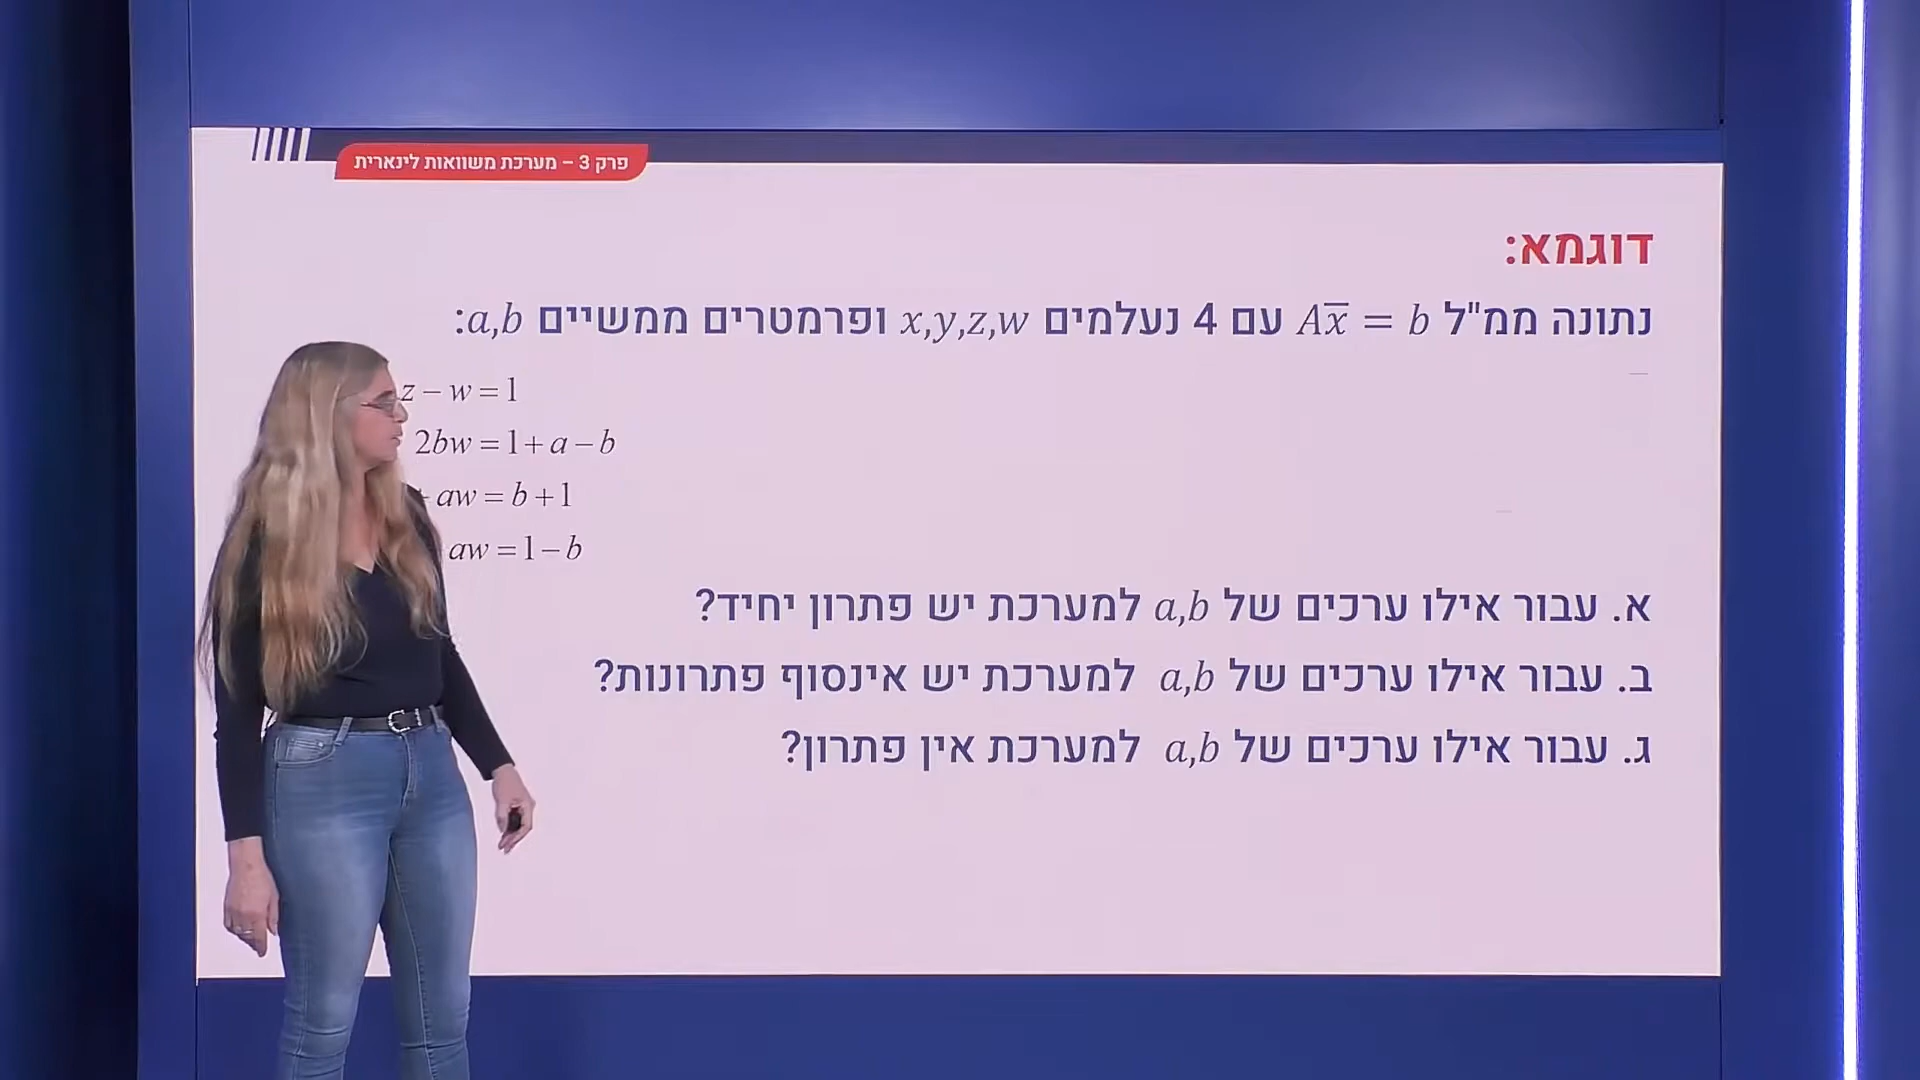 פרק 3 – מערכת משוואות לינארית
דוגמא:
נתונה ממ"ל Ax̅ = b עם 4 נעלמים x,y,z,w ופרמטרים ממשיים a,b:
z − w = 1
2bw = 1 + a − b
aw = b + 1
aw = 1 − b
א. עבור אילו ערכים של a,b למערכת יש פתרון יחיד?
ב. עבור אילו ערכים של a,b למערכת יש אינסוף פתרונות?
ג. עבור אילו ערכים של a,b למערכת אין פתרון?